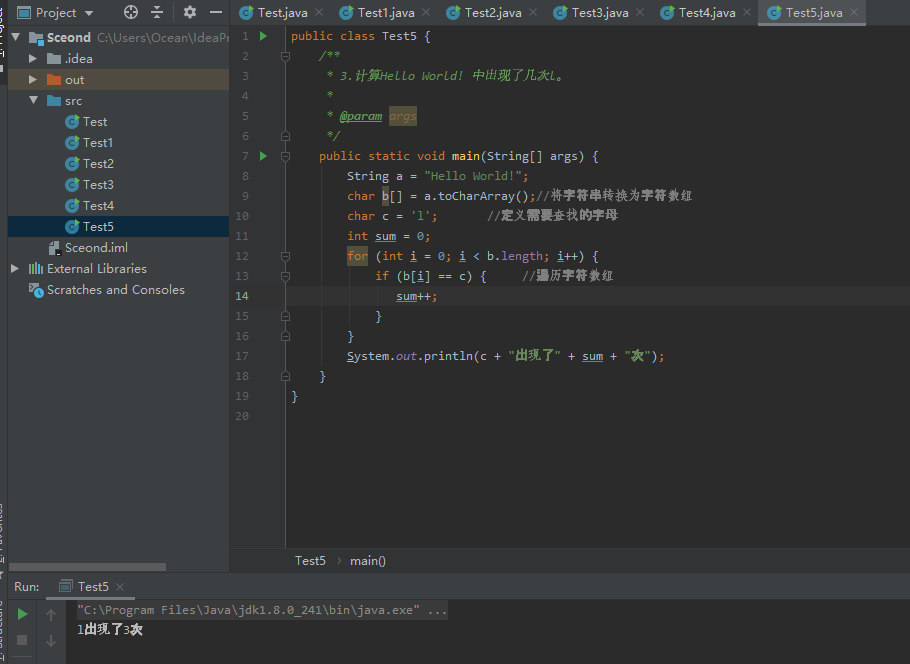 Project
Test.java
Test1.java
Test2.java
Test3.java
Test4.java
Test5.java
Sceond C:\Users\Ocean\IdeaPr
.idea
out
src
Test
Test1
Test2
Test3
Test4
Test5
Sceond.iml
External Libraries
Scratches and Consoles
1 public class Test5 {
2 /**
3 * 3.计算Hello World! 中出现了几次l。
4 *
5 * @param args
6 */
7 public static void main(String[] args) {
8 String a = "Hello World!";
9 char b[] = a.toCharArray();//将字符串转换为字符数组
10 char c = 'l'; //定义需要查找的字母
11 int sum = 0;
12 for (int i = 0; i < b.length; i++) {
13 if (b[i] == c) { //遍历字符数组
14 sum++;
15 }
16 }
17 System.out.println(c + "出现了" + sum + "次");
18 }
19 }
20
Test5 › main()
Run: Test5
"C:\Program Files\Java\jdk1.8.0_241\bin\java.exe" ...
l出现了3次